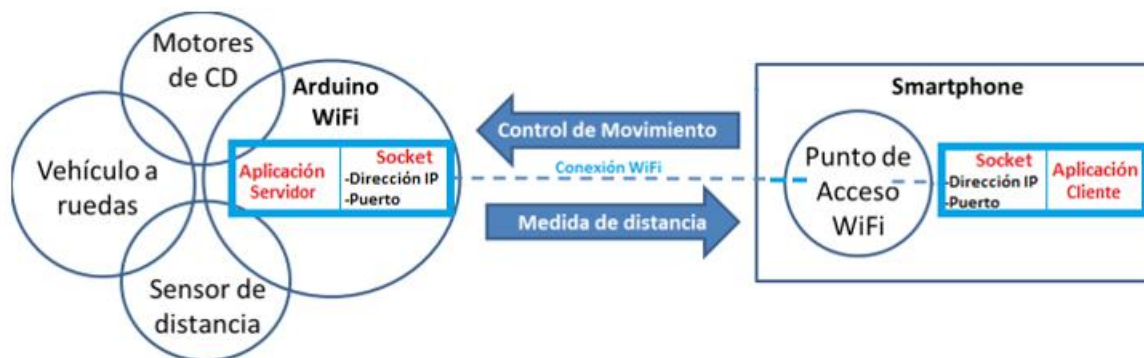 Motores
de CD
Arduino
WiFi
Vehículo a
ruedas
Aplicación
Servidor
Socket
-Dirección IP
-Puerto
Sensor de
distancia
Control de Movimiento
Conexión WiFi
Medida de distancia
Smartphone
Punto de
Acceso
WiFi
Socket
-Dirección IP
-Puerto
Aplicación
Cliente